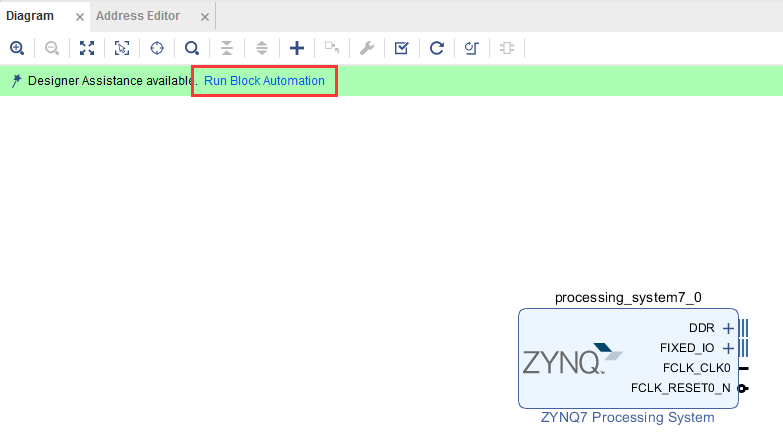 Diagram × Address Editor ×
Designer Assistance available. Run Block Automation
processing_system7_0
DDR
FIXED_IO
ZYNQ
FCLK_CLK0
FCLK_RESET0_N
ZYNQ7 Processing System